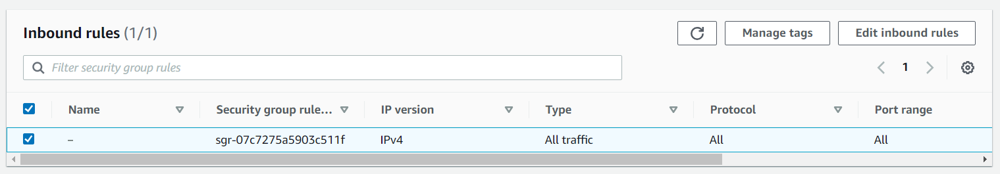 Inbound rules (1/1)
Manage tags
Edit inbound rules
Filter security group rules
1
Name
Security group rule...
IP version
Type
Protocol
Port range
–
sgr-07c7275a5903c511f
IPv4
All traffic
All
All